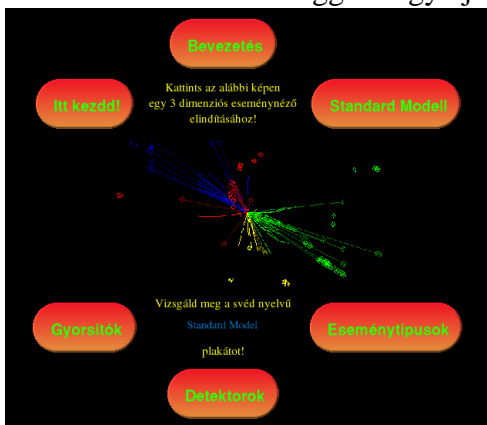 Bevezetés
Itt kezdd!
Kattints az alábbi képen
egy 3 dimenziós eseménynéző
elindításához!
Standard Modell
Vizsgáld meg a svéd nyelvű
Standard Model
plakátot!
Gyorsítók
Eseménytípusok
Detektorok